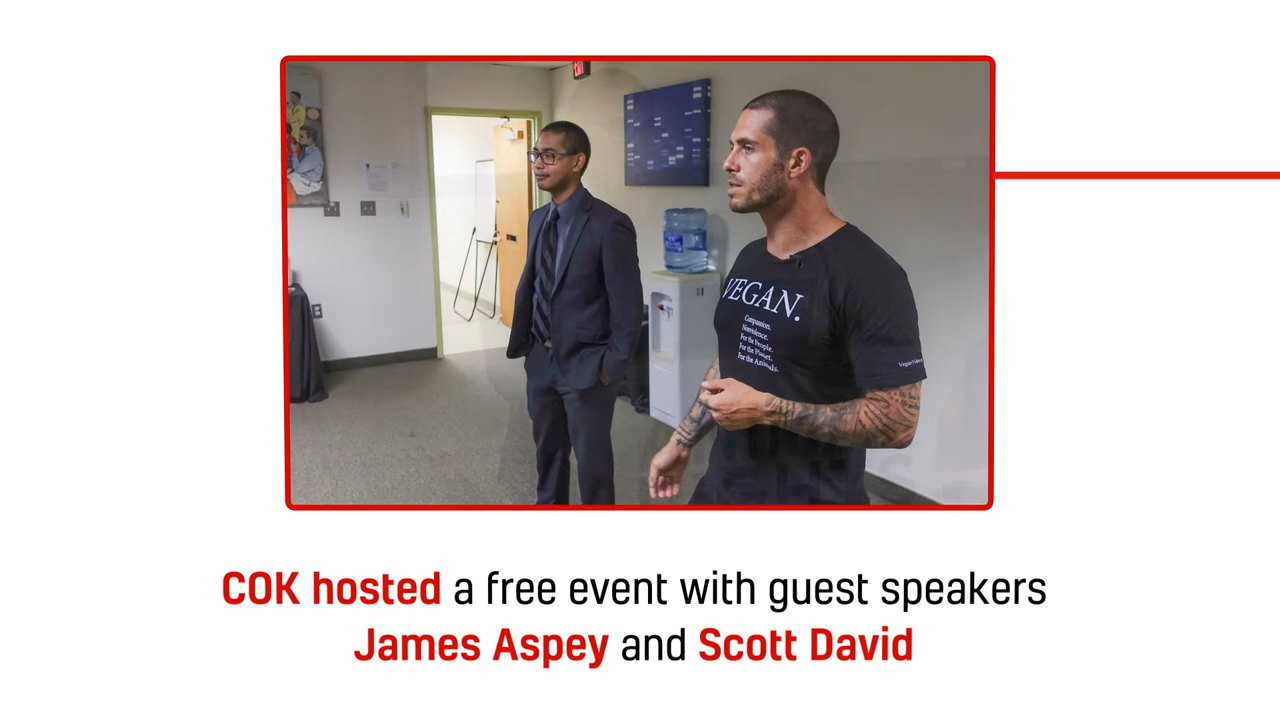 EXIT
VEGAN.
Compassion.
Nonviolence.
For the People.
For the Planet.
For the Animals.
COK hosted a free event with guest speakers
James Aspey and Scott David